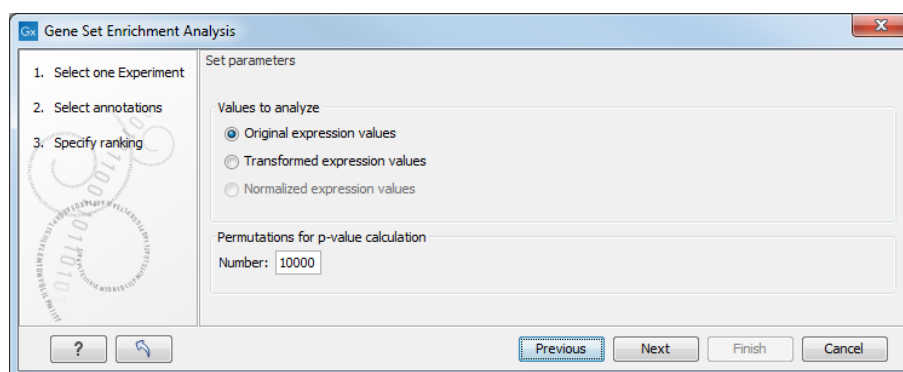 Gx Gene Set Enrichment Analysis
1. Select one Experiment
2. Select annotations
3. Specify ranking
Set parameters
Values to analyze
Original expression values
Transformed expression values
Normalized expression values
Permutations for p-value calculation
Number: 10000
? Previous Next Finish Cancel